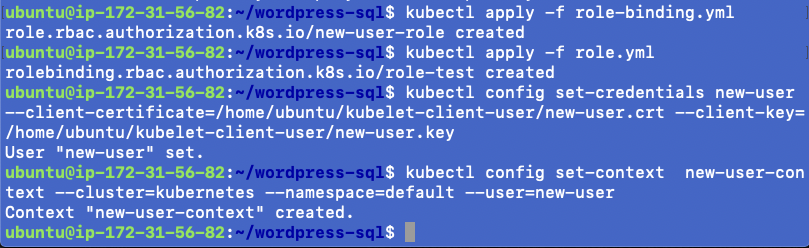 ubuntu@ip-172-31-56-82:~/wordpress-sql$ kubectl apply -f role-binding.yml
role.rbac.authorization.k8s.io/new-user-role created
ubuntu@ip-172-31-56-82:~/wordpress-sql$ kubectl apply -f role.yml
rolebinding.rbac.authorization.k8s.io/role-test created
ubuntu@ip-172-31-56-82:~/wordpress-sql$ kubectl config set-credentials new-user
--client-certificate=/home/ubuntu/kubelet-client-user/new-user.crt --client-key=
/home/ubuntu/kubelet-client-user/new-user.key
User "new-user" set.
ubuntu@ip-172-31-56-82:~/wordpress-sql$ kubectl config set-context  new-user-con
text --cluster=kubernetes --namespace=default --user=new-user
Context "new-user-context" created.
ubuntu@ip-172-31-56-82:~/wordpress-sql$